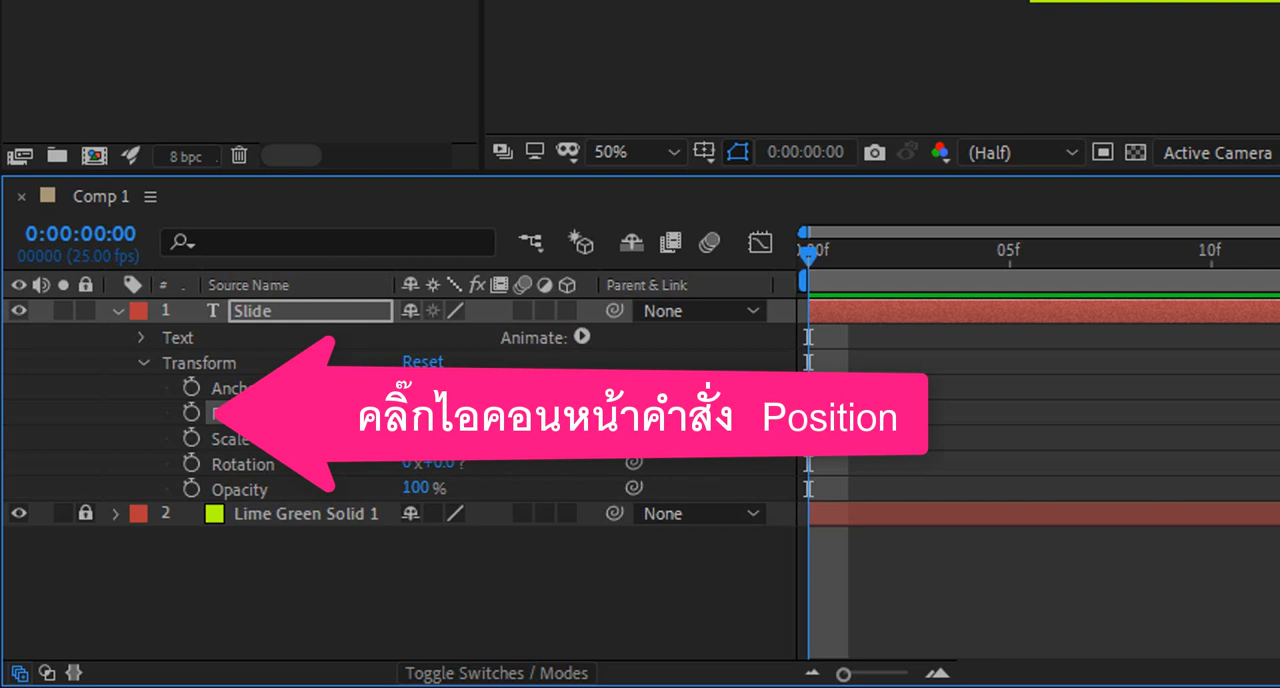 8 bpc
50%
0:00:00:00
(Half)
Active Camera
Comp 1
0:00:00:00
00000 (25.00 fps)
05f
10f
# . Source Name fx Parent & Link
1 T Slide None
Text Animate:
Transform Reset
คลิ๊กไอคอนหน้าคำสั่ง Position
Scale
Rotation
Opacity 100 %
2 Lime Green Solid 1 None
Toggle Switches / Modes